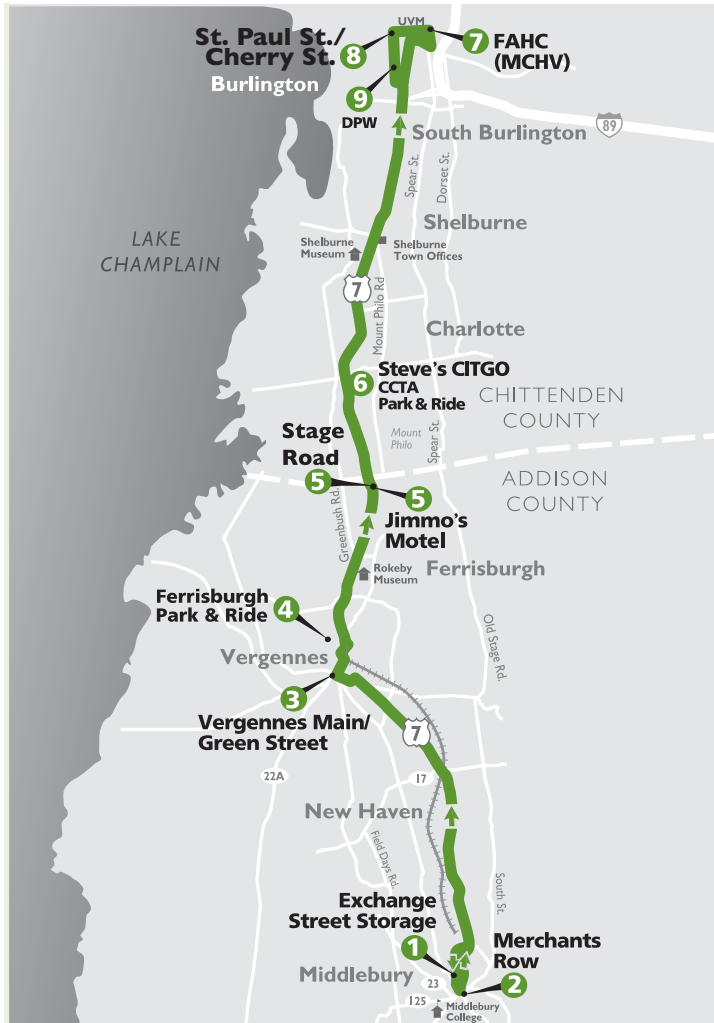 UVM
St. Paul St./
Cherry St.
8
7
FAHC
(MCHV)
Burlington
9
DPW
South Burlington
89
Spear St.
Dorset St.
Shelburne
LAKE
CHAMPLAIN
Shelburne
Museum
Shelburne
Town Offices
7
Mount Philo Rd
Charlotte
6
Steve's CITGO
CCTA
Park & Ride
CHITTENDEN
COUNTY
Stage
Road
Mount
Philo
Spear St.
5
5
ADDISON
COUNTY
Jimmo's
Motel
Greenbush Rd.
Rokeby
Museum
Ferrisburgh
Ferrisburgh
Park & Ride
4
Old Stage Rd.
Vergennes
3
Vergennes Main/
Green Street
7
22A
17
New Haven
Field Days Rd.
South St.
Exchange
Street Storage
1
Merchants
Row
Middlebury
23
2
125
Middlebury
College